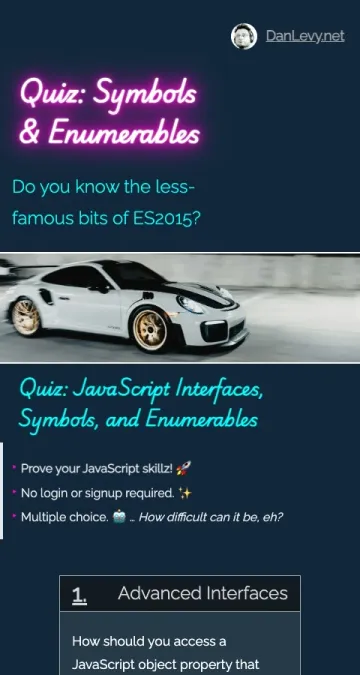 DanLevy.net
Quiz: Symbols
& Enumerables
Do you know the less-
famous bits of ES2015?
Quiz: JavaScript Interfaces,
Symbols, and Enumerables
* Prove your JavaScript skillz! 🚀
* No login or signup required. ✨
* Multiple choice. 🤖 … How difficult can it be, eh?
1. Advanced Interfaces
How should you access a
JavaScript object property that